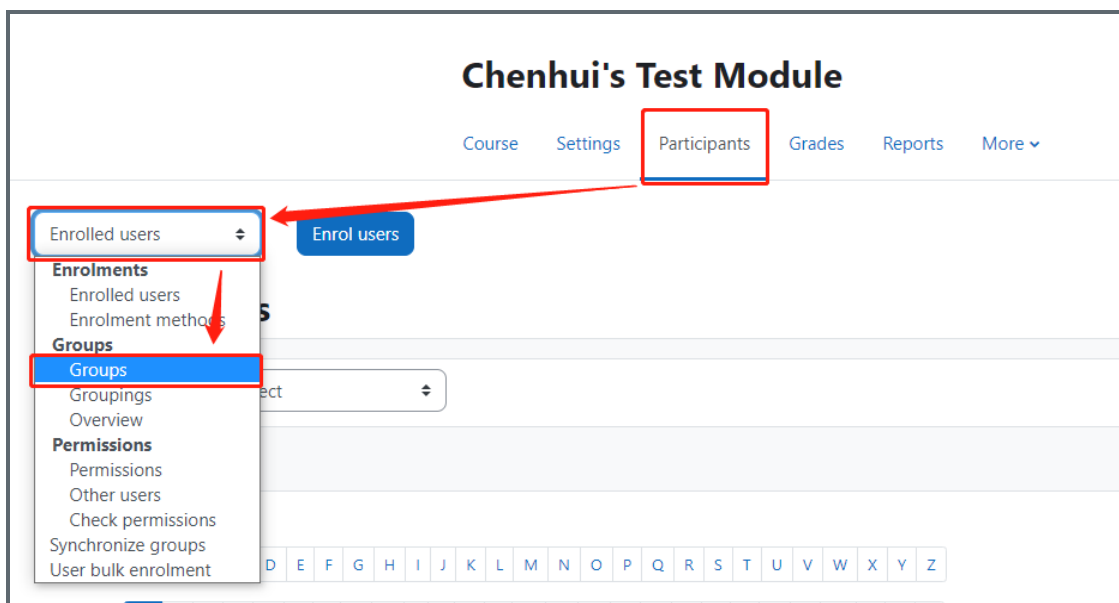 Chenhui's Test Module
Course Settings Participants Grades Reports More
Enrolled users Enrol users
Enrolments
Enrolled users
Enrolment methods
Groups
Groups
Groupings
Overview
Permissions
Permissions
Other users
Check permissions
Synchronize groups
User bulk enrolment
D E F G H I J K L M N O P Q R S T U V W X Y Z